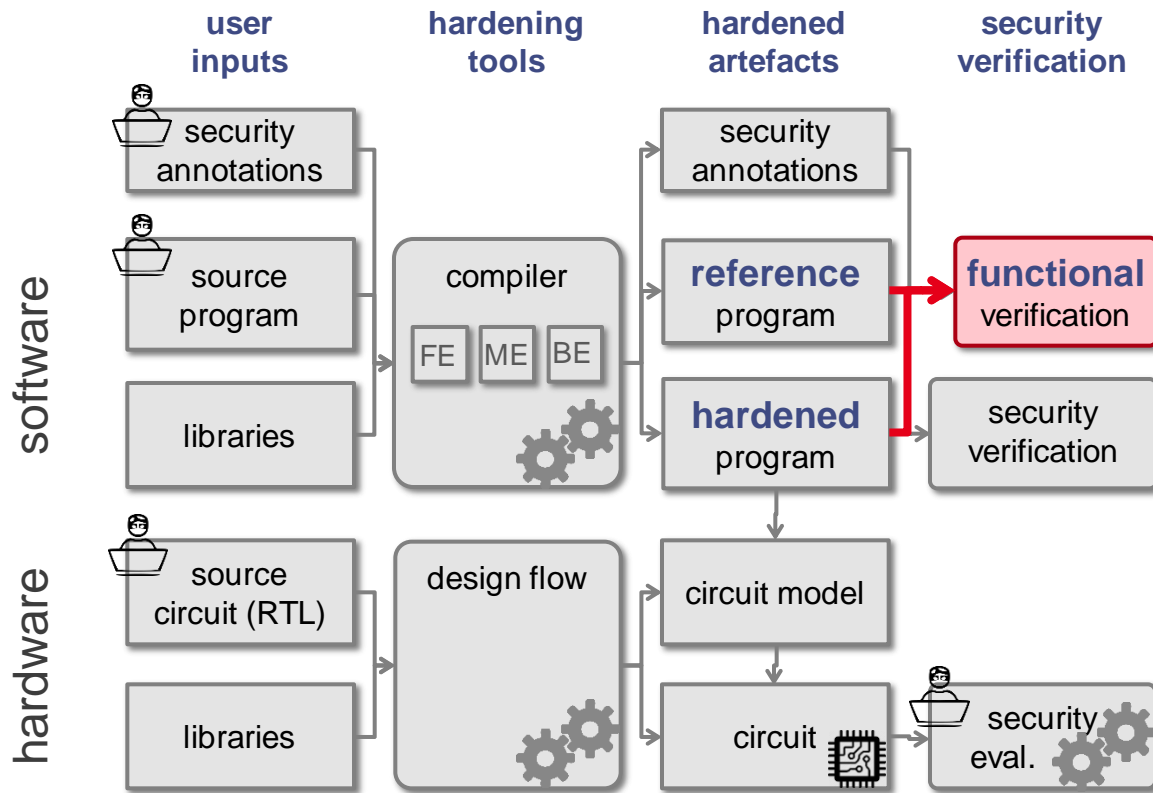 user
inputs
hardening
tools
hardened
artefacts
security
verification
software
security
annotations
source
program
libraries
compiler
FE
ME
BE
security
annotations
reference
program
hardened
program
functional
verification
security
verification
hardware
source
circuit (RTL)
libraries
design flow
circuit model
circuit
security
eval.